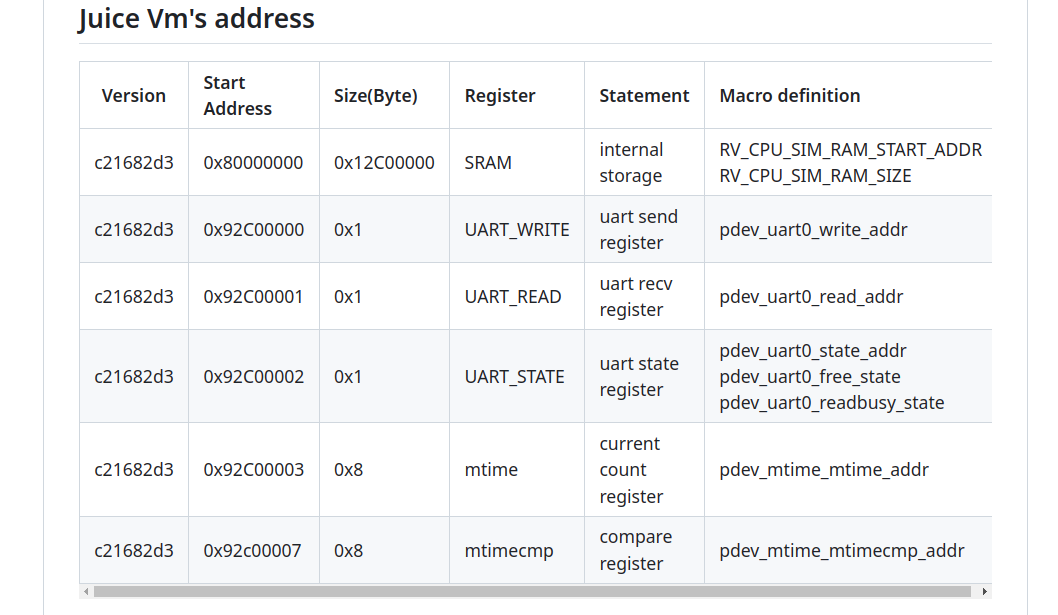 Juice Vm's address
Version
Start
Address
Size(Byte)
Register
Statement
Macro definition
c21682d3
0x80000000
0x12C00000
SRAM
internal
storage
RV_CPU_SIM_RAM_START_ADDR
RV_CPU_SIM_RAM_SIZE
c21682d3
0x92C00000
0x1
UART_WRITE
uart send
register
pdev_uart0_write_addr
c21682d3
0x92C00001
0x1
UART_READ
uart recv
register
pdev_uart0_read_addr
c21682d3
0x92C00002
0x1
UART_STATE
uart state
register
pdev_uart0_state_addr
pdev_uart0_free_state
pdev_uart0_readbusy_state
c21682d3
0x92C00003
0x8
mtime
current
count
register
pdev_mtime_mtime_addr
c21682d3
0x92c00007
0x8
mtimecmp
compare
register
pdev_mtime_mtimecmp_addr